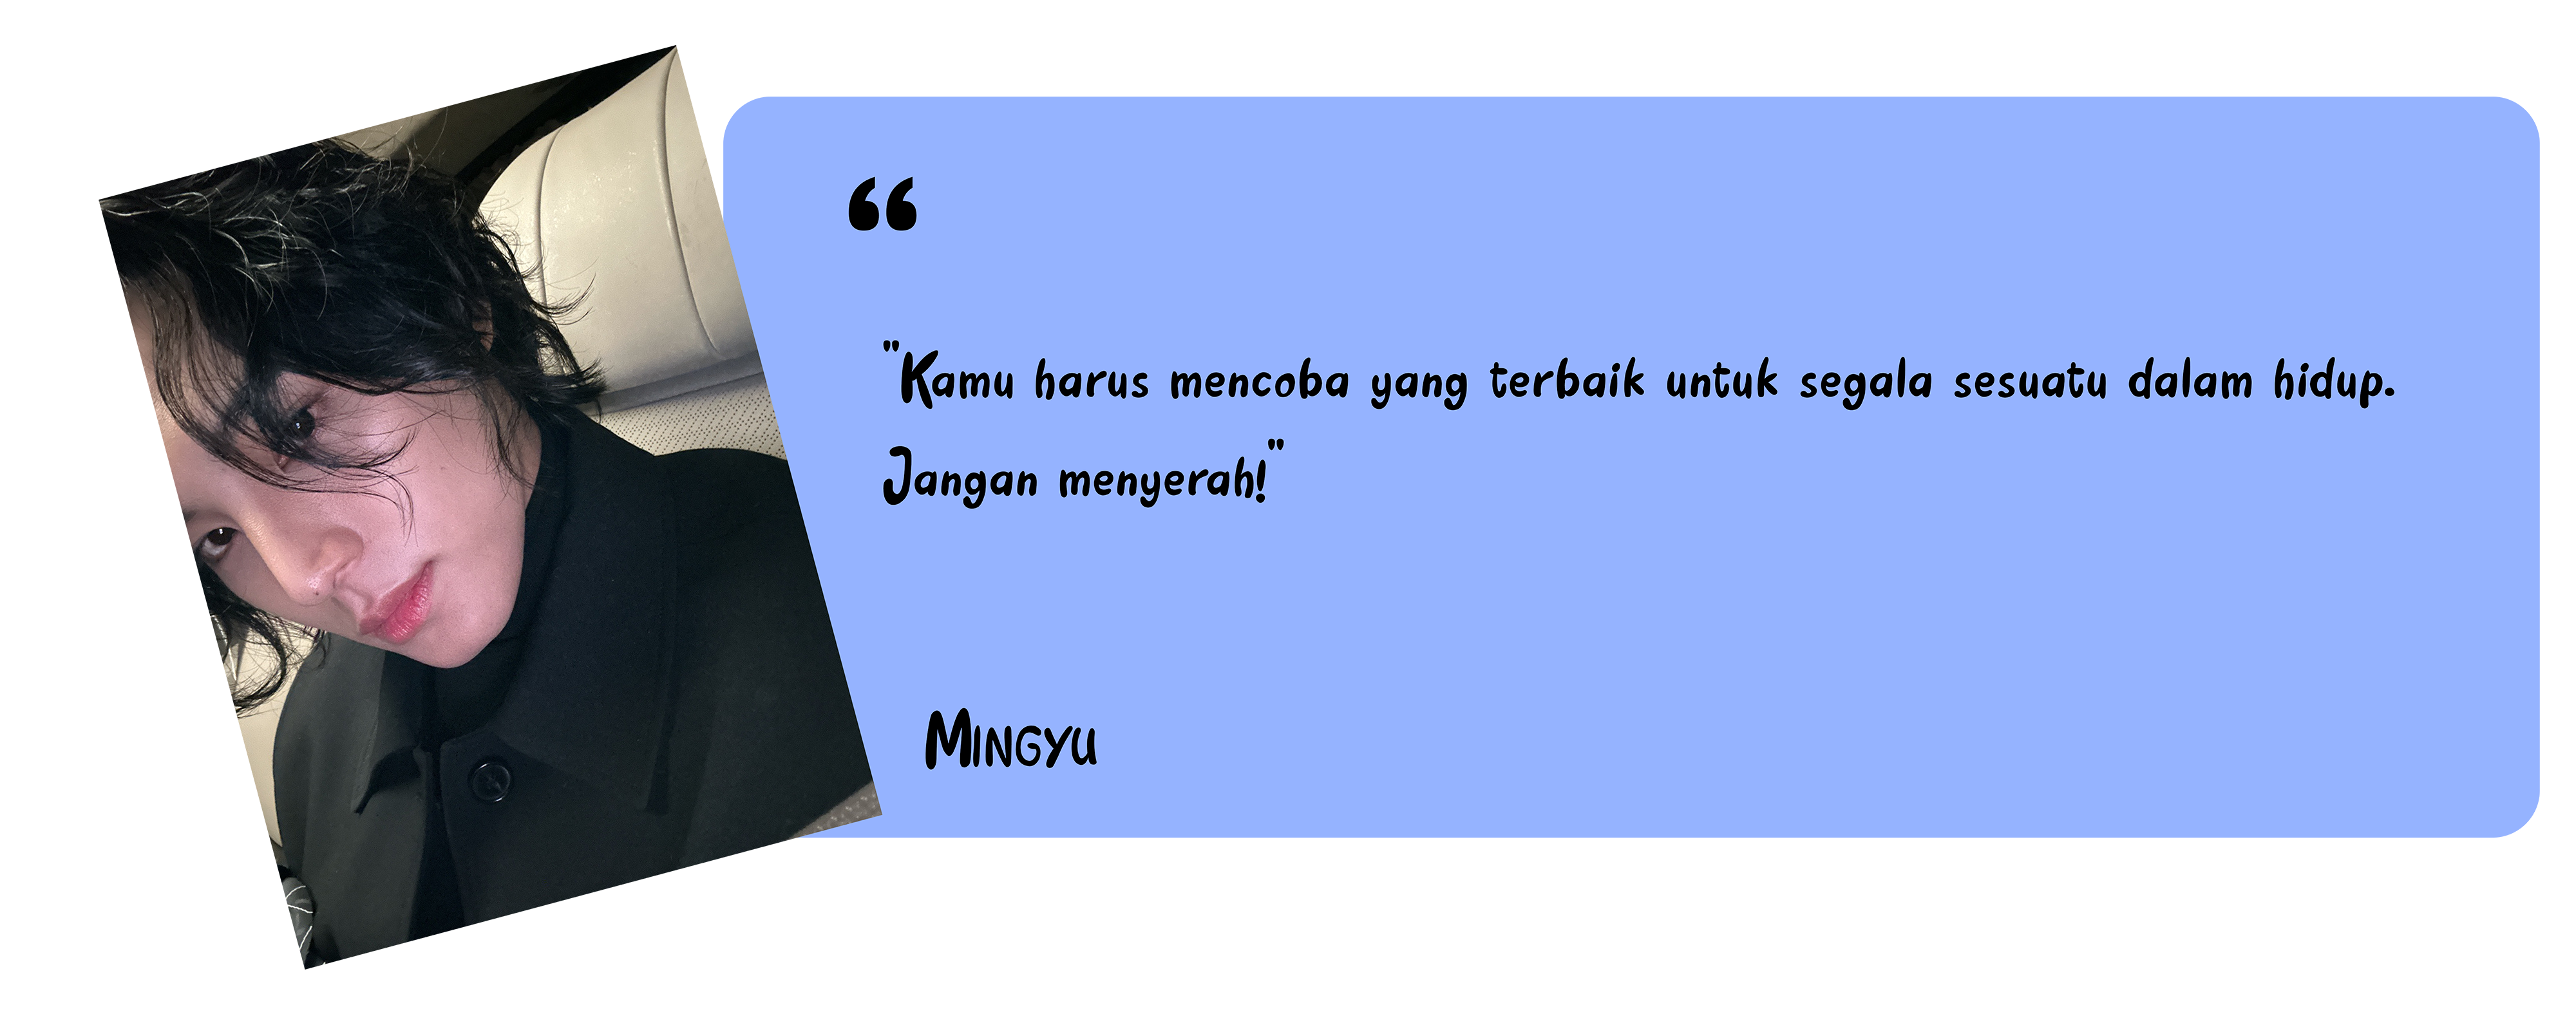 “
"Kamu harus mencoba yang terbaik untuk segala sesuatu dalam hidup.
Jangan menyerah!"
Mingyu